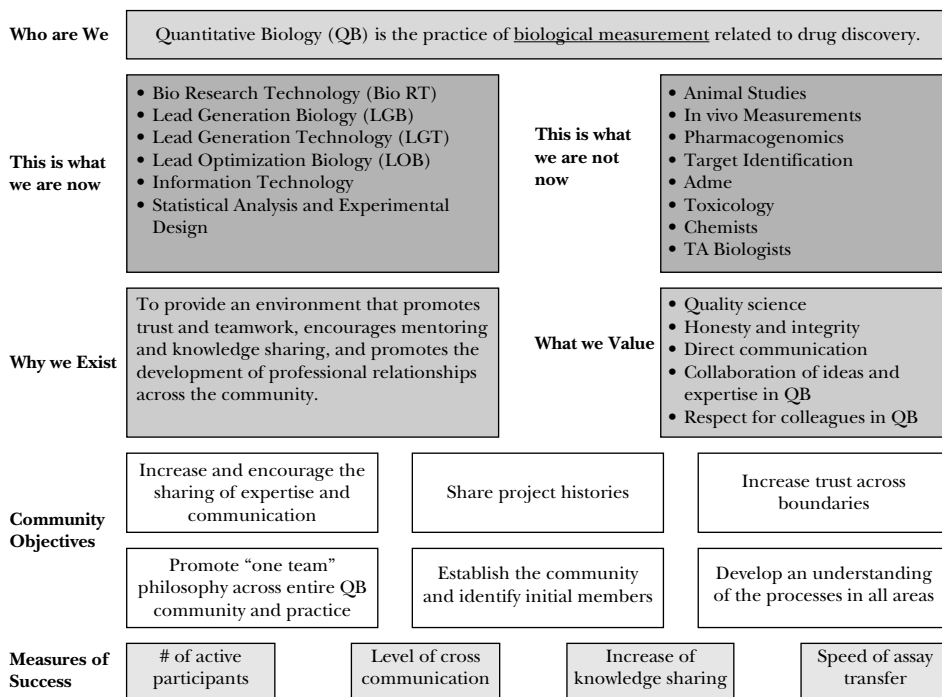 Who are We
Quantitative Biology (QB) is the practice of biological measurement related to drug discovery.
This is what
we are now
• Bio Research Technology (Bio RT)
• Lead Generation Biology (LGB)
• Lead Generation Technology (LGT)
• Lead Optimization Biology (LOB)
• Information Technology
• Statistical Analysis and Experimental
Design
This is what
we are not
now
• Animal Studies
• In vivo Measurements
• Pharmacogenomics
• Target Identification
• Adme
• Toxicology
• Chemists
• TA Biologists
Why we Exist
To provide an environment that promotes
trust and teamwork, encourages mentoring
and knowledge sharing, and promotes the
development of professional relationships
across the community.
What we Value
• Quality science
• Honesty and integrity
• Direct communication
• Collaboration of ideas and
expertise in QB
• Respect for colleagues in QB
Community
Objectives
Increase and encourage the
sharing of expertise and
communication
Share project histories
Increase trust across
boundaries
Promote “one team”
philosophy across entire QB
community and practice
Establish the community
and identify initial members
Develop an understanding
of the processes in all areas
Measures of
Success
# of active
participants
Level of cross
communication
Increase of
knowledge sharing
Speed of assay
transfer